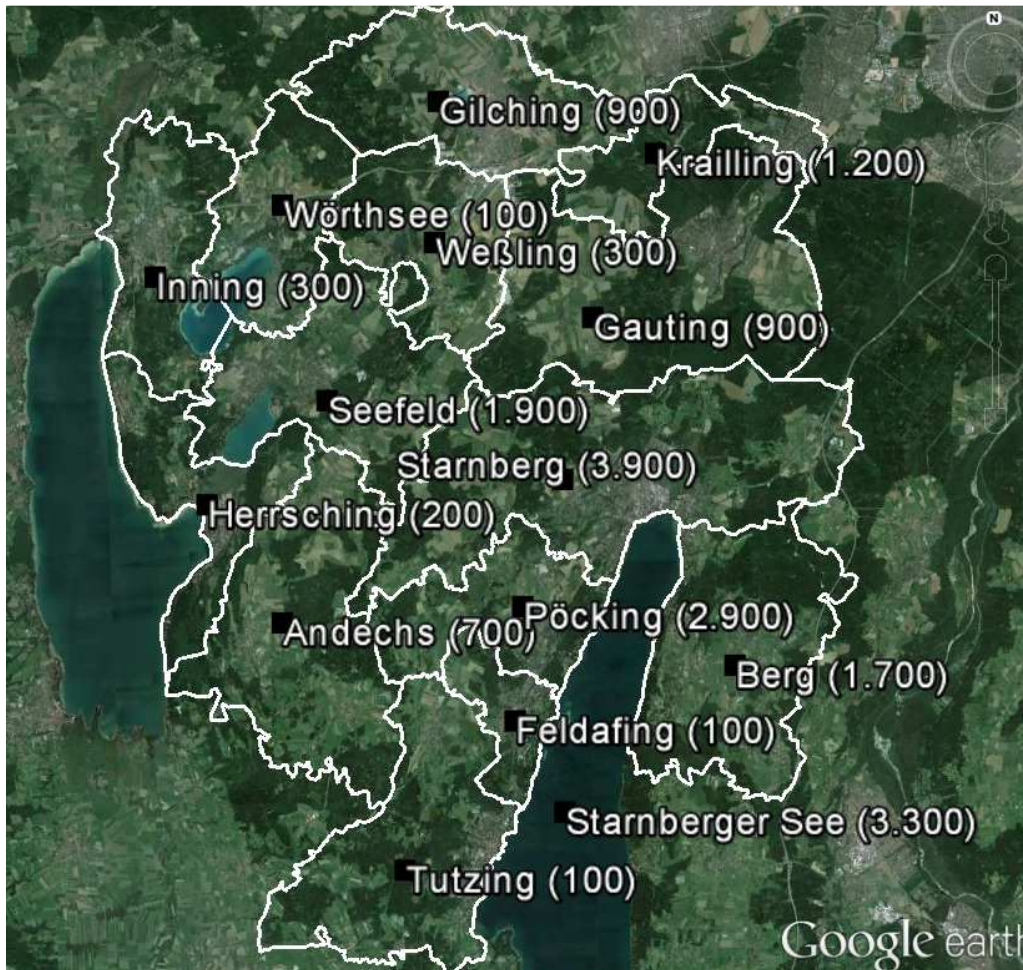 N
Gilching (900)
Krailling (1.200)
Wörthsee (100)
Weßling (300)
Inning (300)
Gauting (900)
Seefeld (1.900)
Starnberg (3.900)
Herrsching (200)
Pöcking (2.900)
Andechs (700)
Berg (1.700)
Feldafing (100)
Starnberger See (3.300)
Tutzing (100)
Google earth